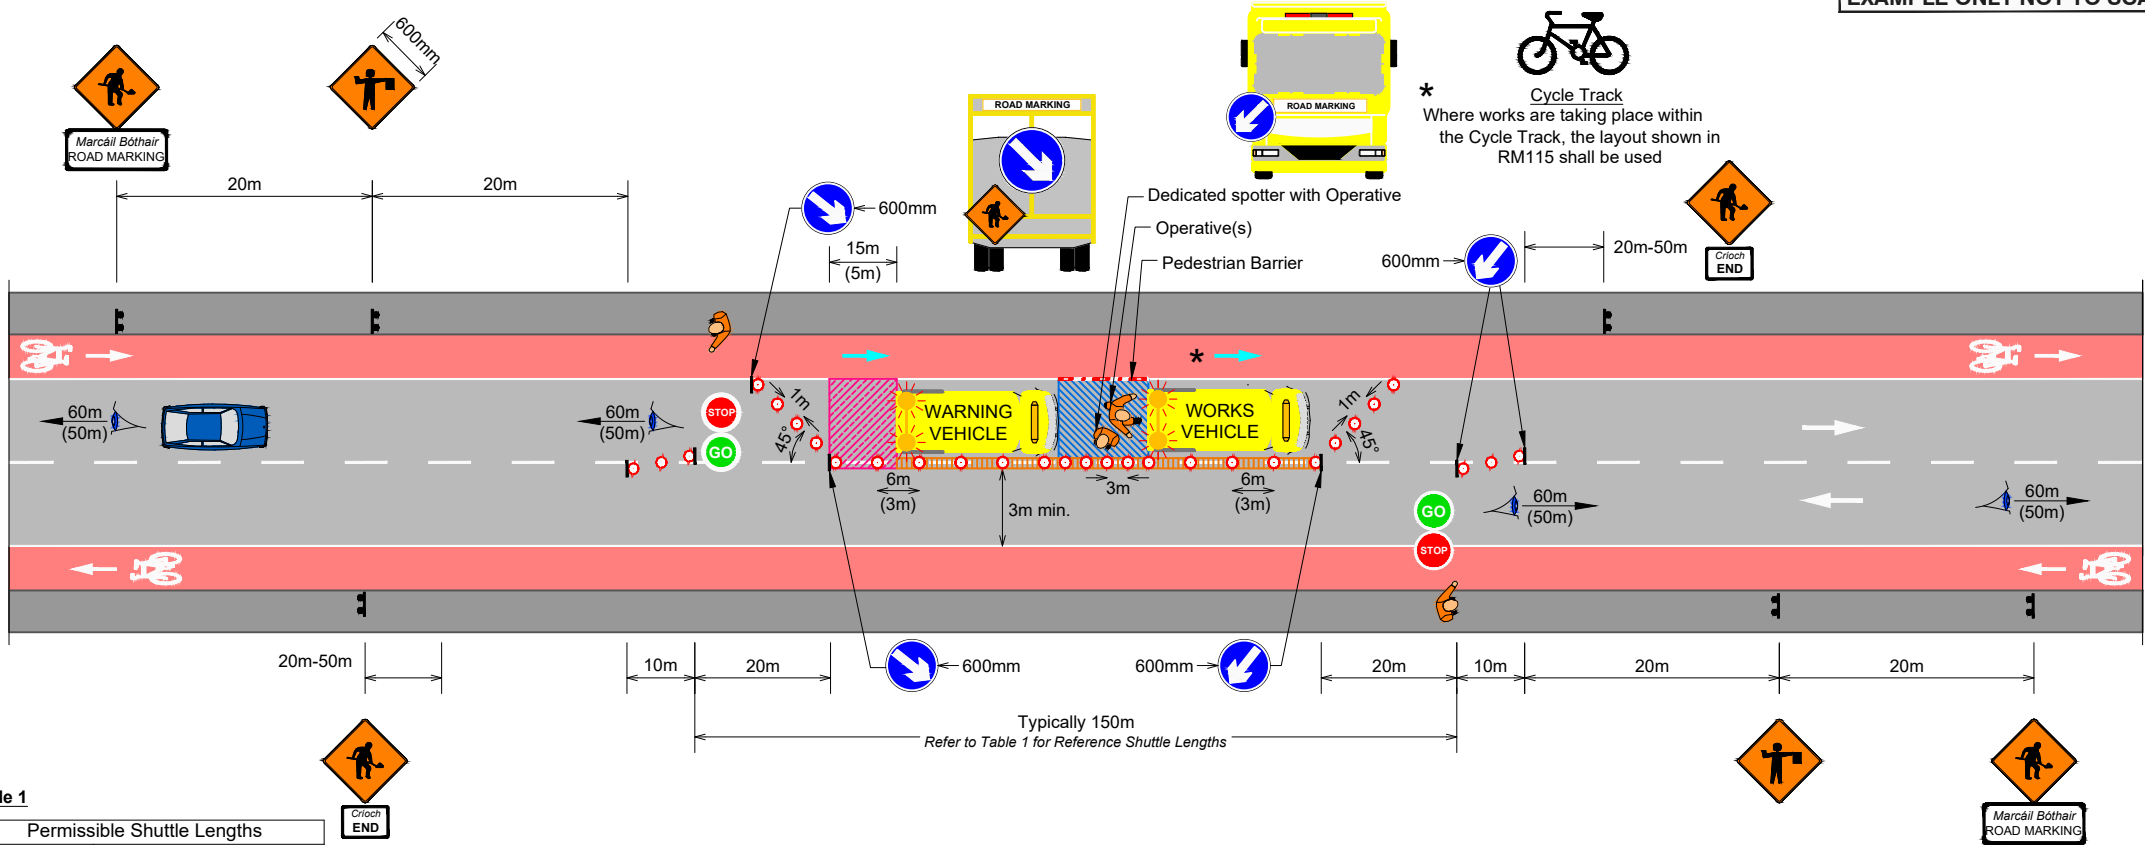 EXAMPLE ONLY NOT TO
600mm
Marcáil Bóthair
ROAD MARKING
20m
20m
600mm
15m
(5m)
ROAD MARKING
ROAD MARKING
*
Cycle Track
Where works are taking place within
the Cycle Track, the layout shown in
RM115 shall be used
Dedicated spotter with Operative
Operative(s)
Pedestrian Barrier
600mm
20m-50m
Críoch
END
*
60m
(50m)
60m
(50m)
STOP
GO
1m
45°
WARNING
VEHICLE
WORKS
VEHICLE
1m
45°
6m
(3m)
3m
6m
(3m)
3m min.
GO
STOP
60m
(50m)
60m
(50m)
20m-50m
10m
20m
600mm
600mm
20m
10m
20m
20m
Typically 150m
Refer to Table 1 for Reference Shuttle Lengths
Críoch
END
Marcáil Bóthair
ROAD MARKING
1
Permissible Shuttle Lengths